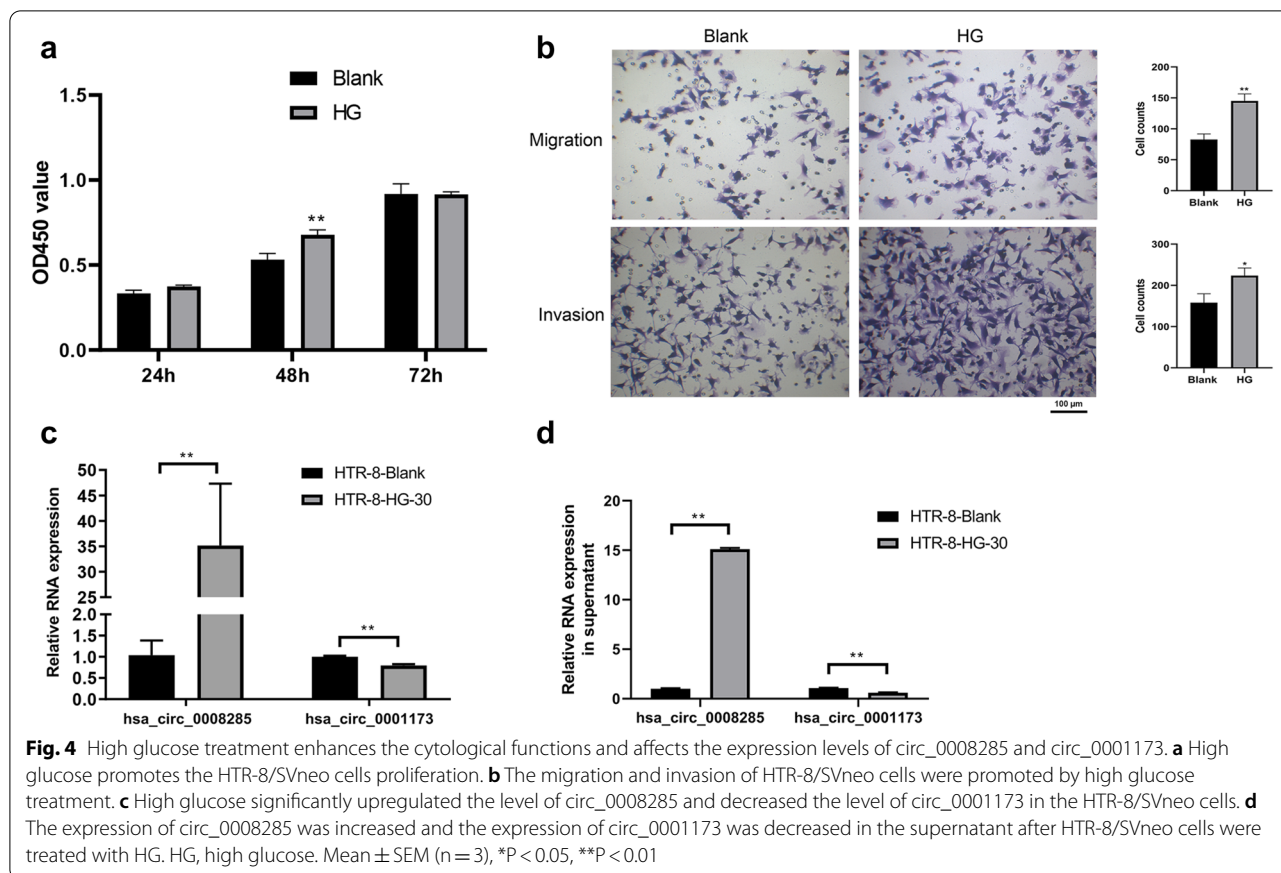 a
Blank
HG
OD450 value
1.5
1.0
0.5
0.0
24h
48h
72h
**
b
Blank
HG
Migration
Invasion
100 µm
Cell counts
200
150
100
50
0
**
Blank
HG
Cell counts
300
200
100
0
*
Blank
HG
c
HTR-8-Blank
HTR-8-HG-30
Relative RNA expression
50
45
40
35
30
25
2.0
1.5
1.0
0.5
0.0
**
**
hsa_circ_0008285
hsa_circ_0001173
d
HTR-8-Blank
HTR-8-HG-30
Relative RNA expression
in supernatant
20
15
10
5
0
**
**
hsa_circ_0008285
hsa_circ_0001173
Fig. 4 High glucose treatment enhances the cytological functions and affects the expression levels of circ_0008285 and circ_0001173. a High
glucose promotes the HTR-8/SVneo cells proliferation. b The migration and invasion of HTR-8/SVneo cells were promoted by high glucose
treatment. c High glucose significantly upregulated the level of circ_0008285 and decreased the level of circ_0001173 in the HTR-8/SVneo cells. d
The expression of circ_0008285 was increased and the expression of circ_0001173 was decreased in the supernatant after HTR-8/SVneo cells were
treated with HG. HG, high glucose. Mean ± SEM (n = 3), *P < 0.05, **P < 0.01